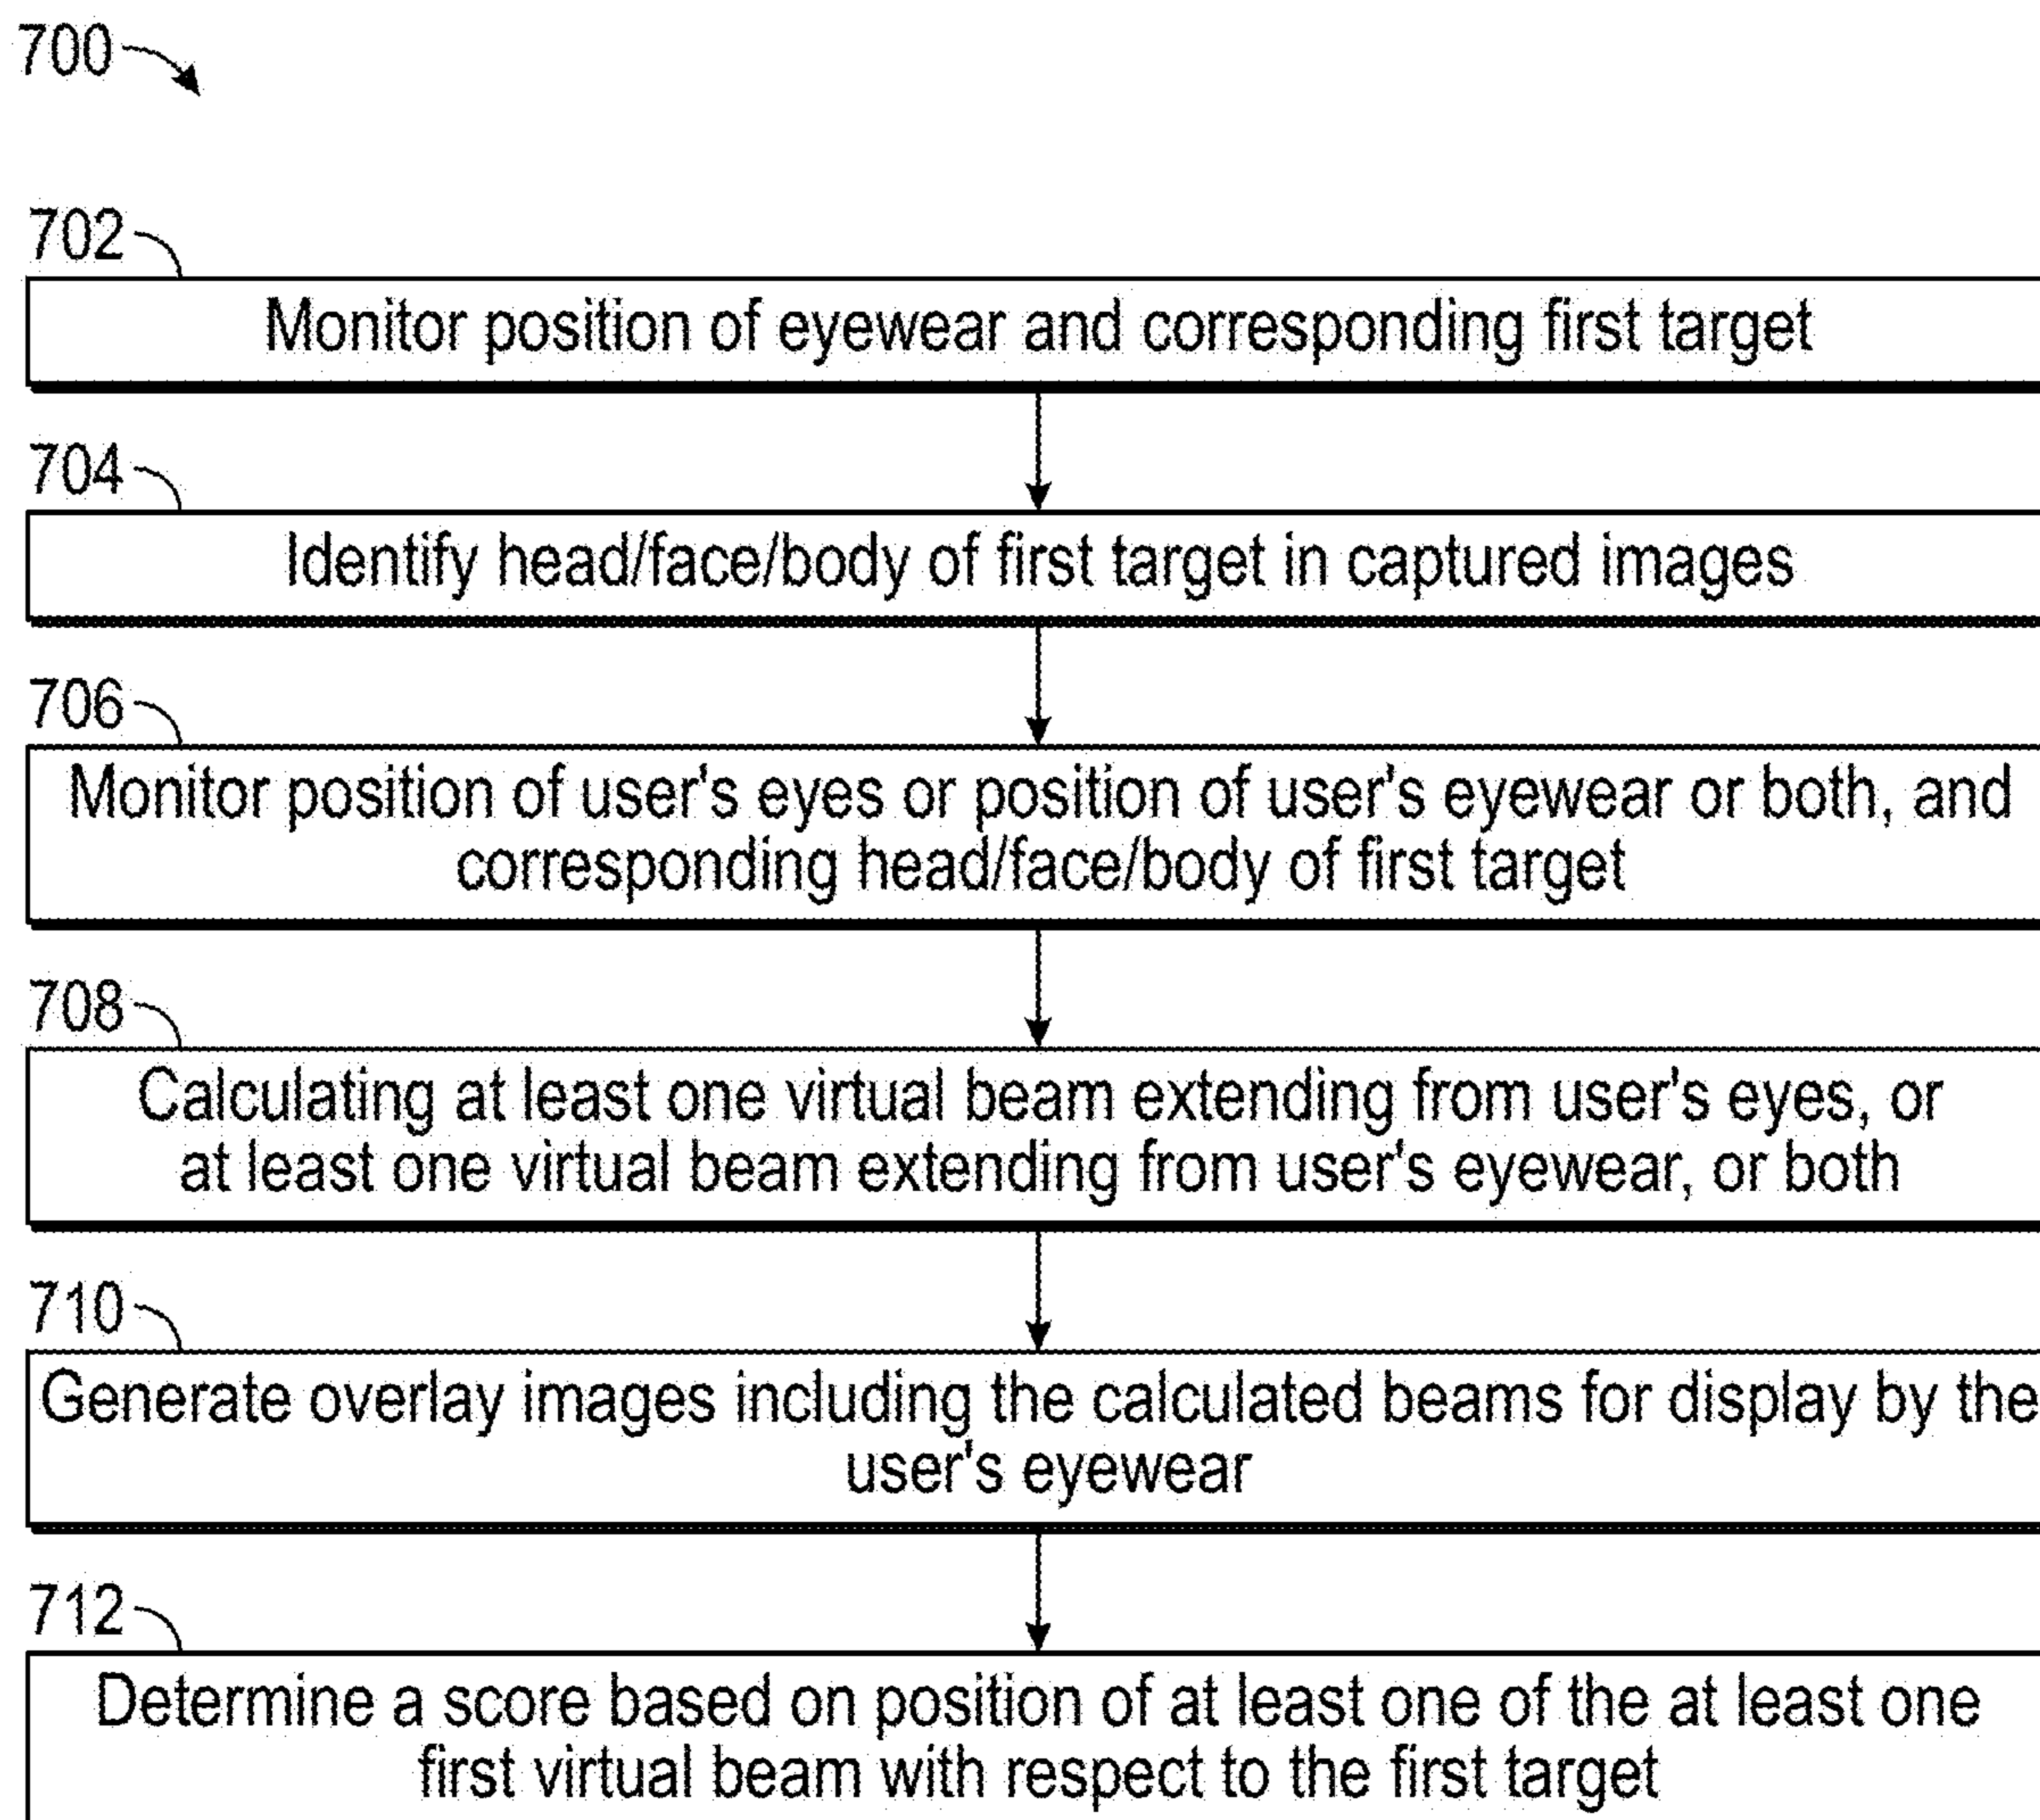 700
702
Monitor position of eyewear and corresponding first target
704
Identify head/face/body of first target in captured images
706
Monitor position of user's eyes or position of user's eyewear or both, and
corresponding head/face/body of first target
708
Calculating at least one virtual beam extending from user's eyes, or
at least one virtual beam extending from user's eyewear, or both
710
Generate overlay images including the calculated beams for display by the
user's eyewear
712
Determine a score based on position of at least one of the at least one
first virtual beam with respect to the first target